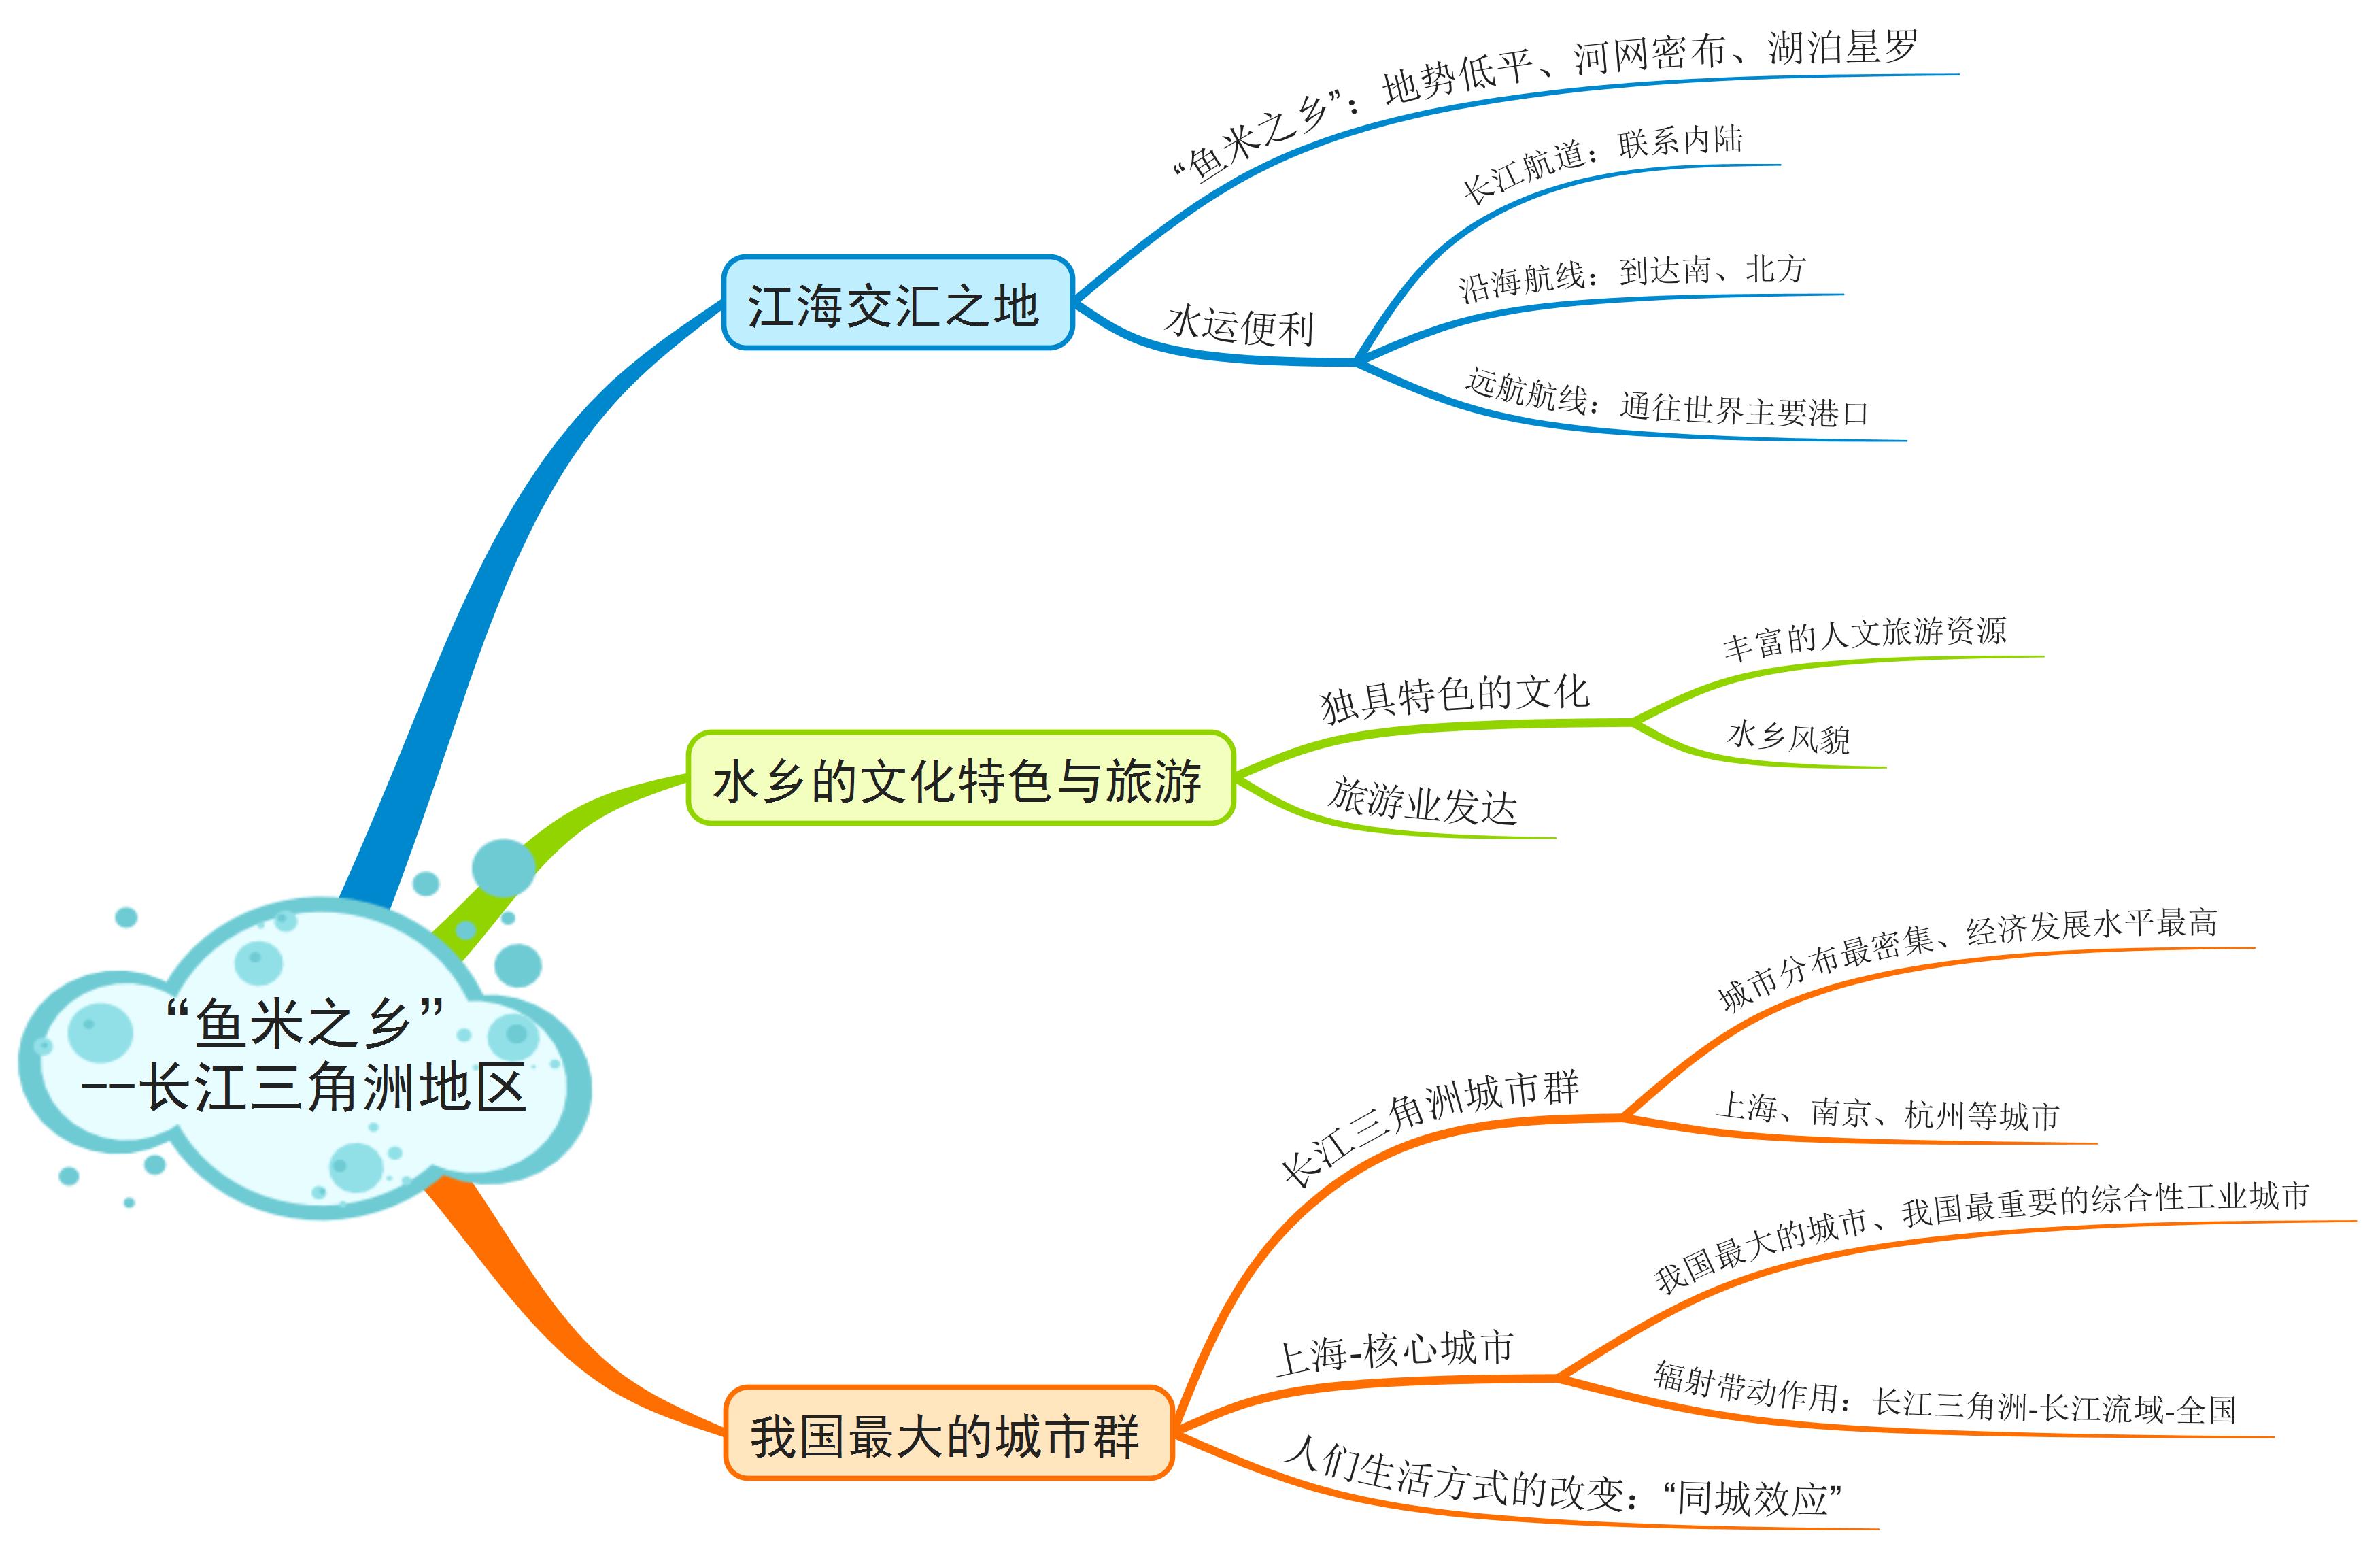 “鱼米之乡”
--长江三角洲地区
江海交汇之地
“鱼米之乡”：地势低平、河网密布、湖泊星罗
水运便利
长江航道：联系内陆
沿海航线：到达南、北方
远航航线：通往世界主要港口
水乡的文化特色与旅游
独具特色的文化
丰富的人文旅游资源
水乡风貌
旅游业发达
我国最大的城市群
长江三角洲城市群
城市分布最密集、经济发展水平最高
上海、南京、杭州等城市
上海-核心城市
我国最大的城市、我国最重要的综合性工业城市
辐射带动作用：长江三角洲-长江流域-全国
人们生活方式的改变：“同城效应”